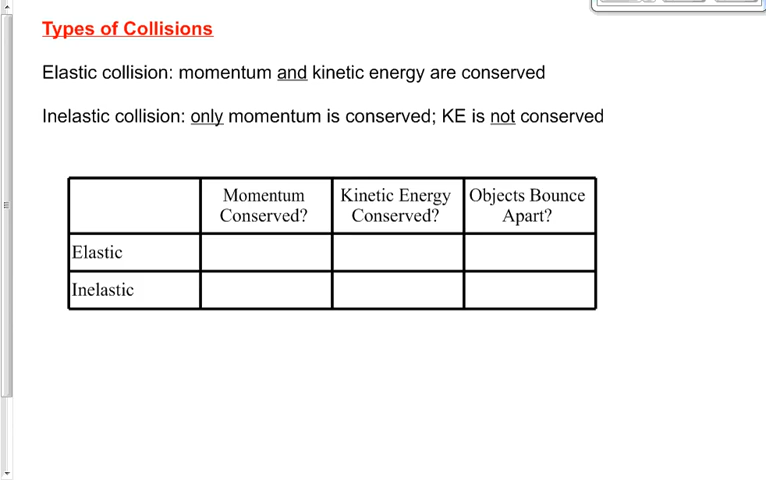 Types of Collisions
Elastic collision: momentum and kinetic energy are conserved
Inelastic collision: only momentum is conserved; KE is not conserved
Momentum Conserved?
Kinetic Energy Conserved?
Objects Bounce Apart?
Elastic
Inelastic